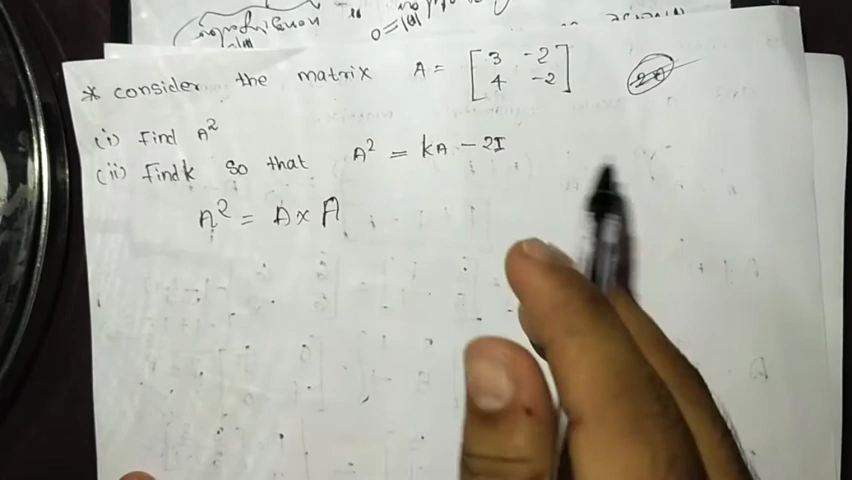 * consider the matrix A = [ 3 -2
4 -2 ]
(i) Find A²
(ii) Find k so that A² = kA - 2I
A² = A × A